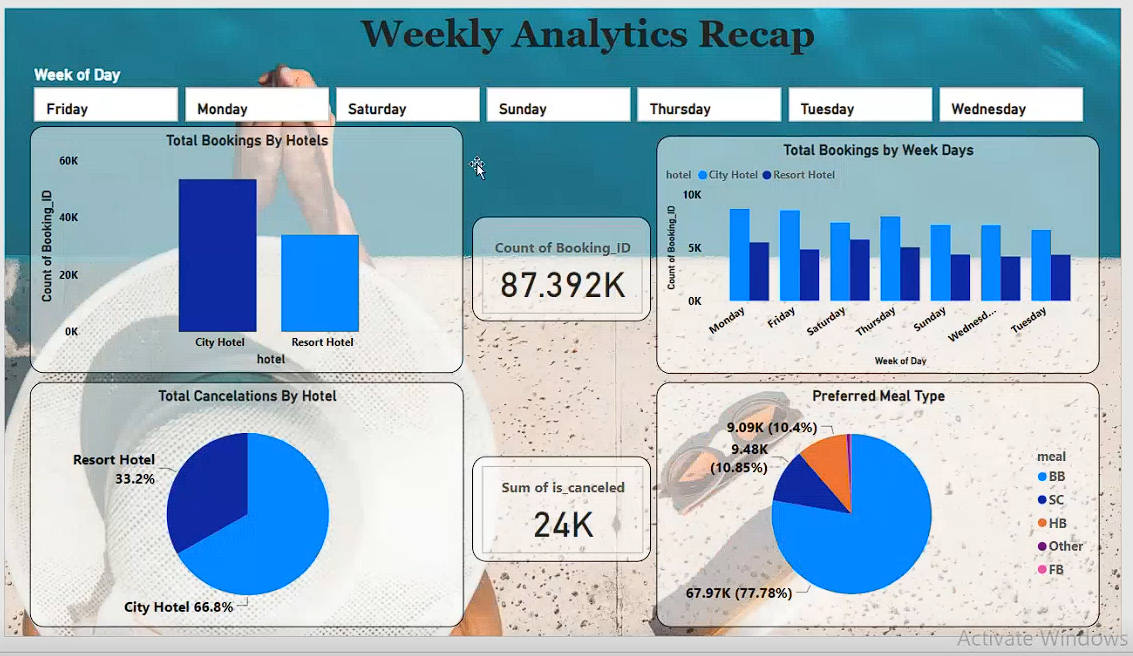 Weekly Analytics Recap
Week of Day
Friday
Monday
Saturday
Sunday
Thursday
Tuesday
Wednesday
Total Bookings By Hotels
60K
40K
20K
0K
Count of Booking_ID
City Hotel
Resort Hotel
hotel
Count of Booking_ID
87.392K
Total Bookings by Week Days
hotel City Hotel Resort Hotel
10K
5K
0K
Count of Booking_ID
Monday
Friday
Saturday
Thursday
Sunday
Wednesd...
Tuesday
Week of Day
Total Cancelations By Hotel
Resort Hotel
33.2%
City Hotel 66.8%
Sum of is_canceled
24K
Preferred Meal Type
9.09K (10.4%)
9.48K
(10.85%)
67.97K (77.78%)
meal
BB
SC
HB
Other
FB
Activate Windows